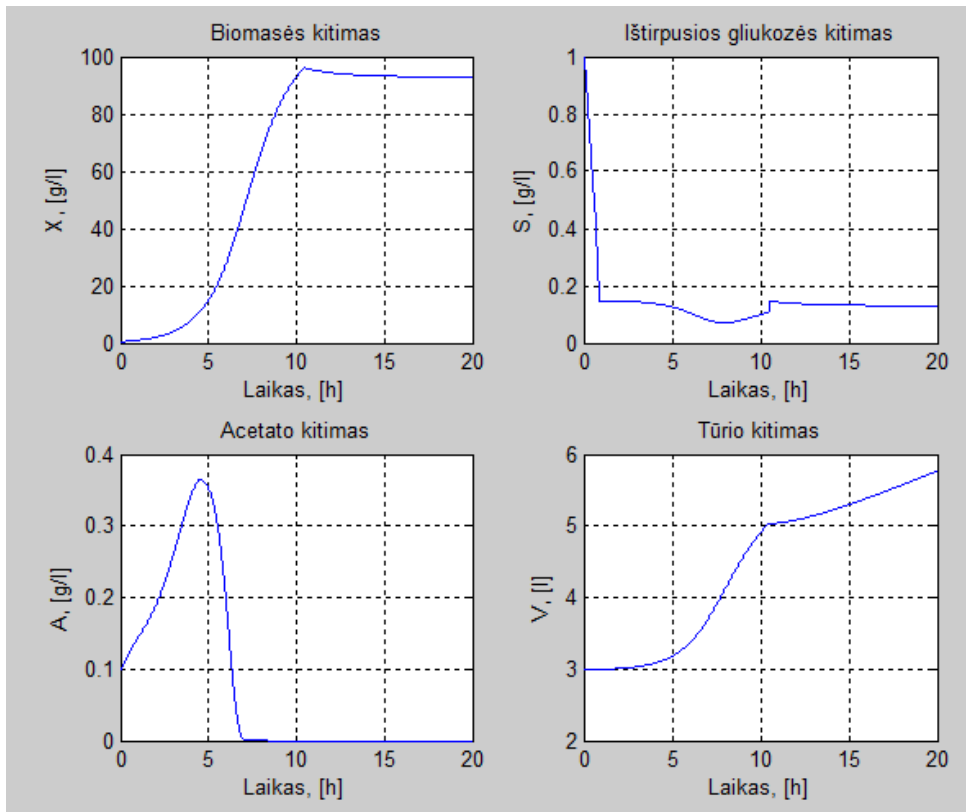 Biomasės kitimas
X, [g/l]
100
80
60
40
20
0
0 5 10 15 20
Laikas, [h]
Ištirpusios gliukozės kitimas
S, [g/l]
1
0.8
0.6
0.4
0.2
0
0 5 10 15 20
Laikas, [h]
Acetato kitimas
A, [g/l]
0.4
0.3
0.2
0.1
0
0 5 10 15 20
Laikas, [h]
Tūrio kitimas
V, [l]
6
5
4
3
2
0 5 10 15 20
Laikas, [h]